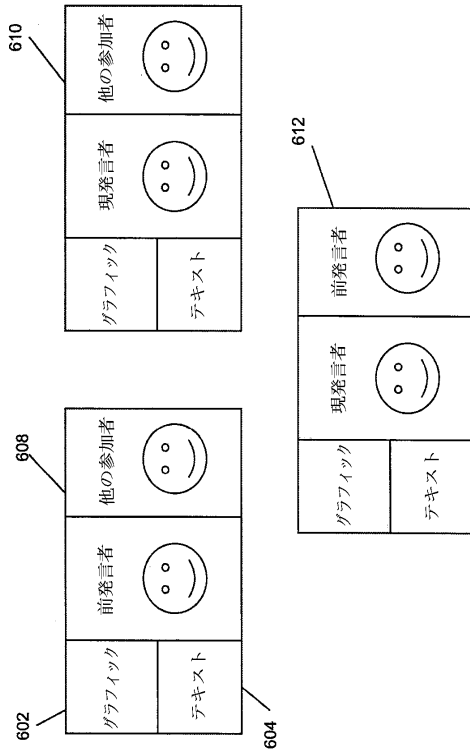 602
608
グラフィック
前発言者
他の参加者
テキスト
604
610
グラフィック
現発言者
他の参加者
テキスト
612
グラフィック
現発言者
前発言者
テキスト